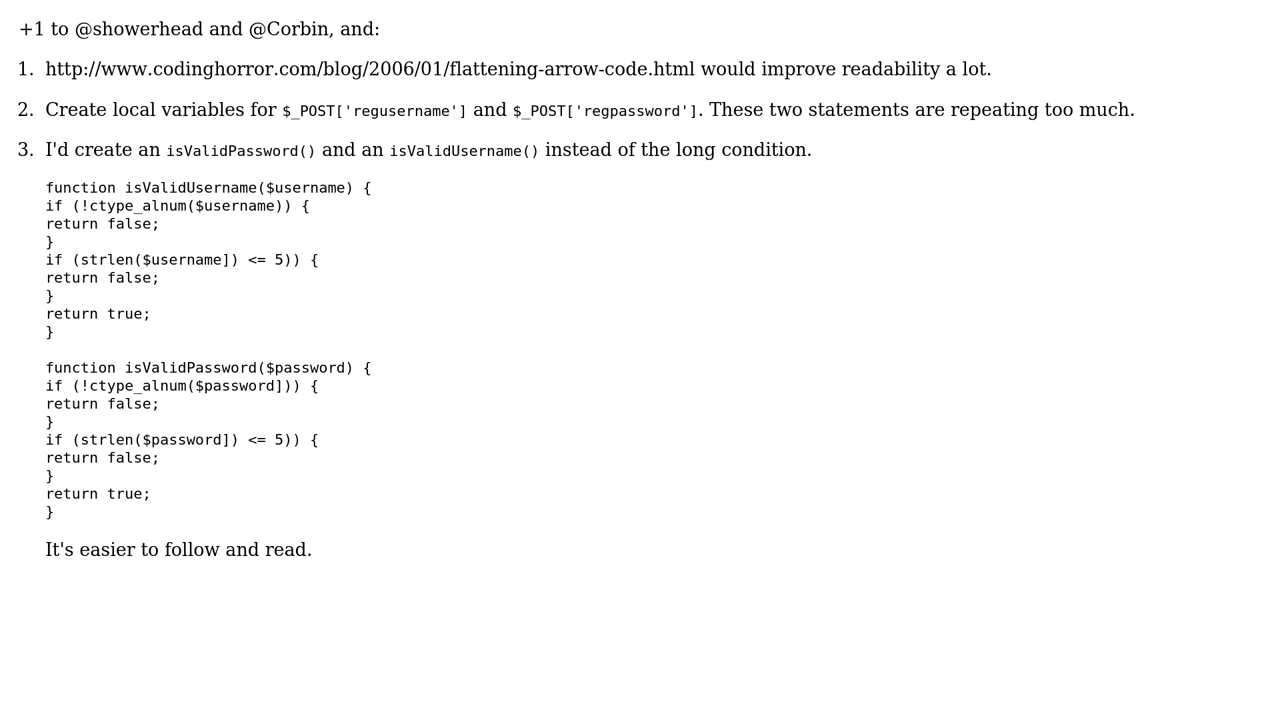 +1 to @showerhead and @Corbin, and:
1. http://www.codinghorror.com/blog/2006/01/flattening-arrow-code.html would improve readability a lot.
2. Create local variables for $_POST['regusername'] and $_POST['regpassword']. These two statements are repeating too much.
3. I'd create an isValidPassword() and an isValidUsername() instead of the long condition.
function isValidUsername($username) {
if (!ctype_alnum($username)) {
return false;
}
if (strlen($username]) <= 5)) {
return false;
}
return true;
}
function isValidPassword($password) {
if (!ctype_alnum($password])) {
return false;
}
if (strlen($password]) <= 5)) {
return false;
}
return true;
}
It's easier to follow and read.